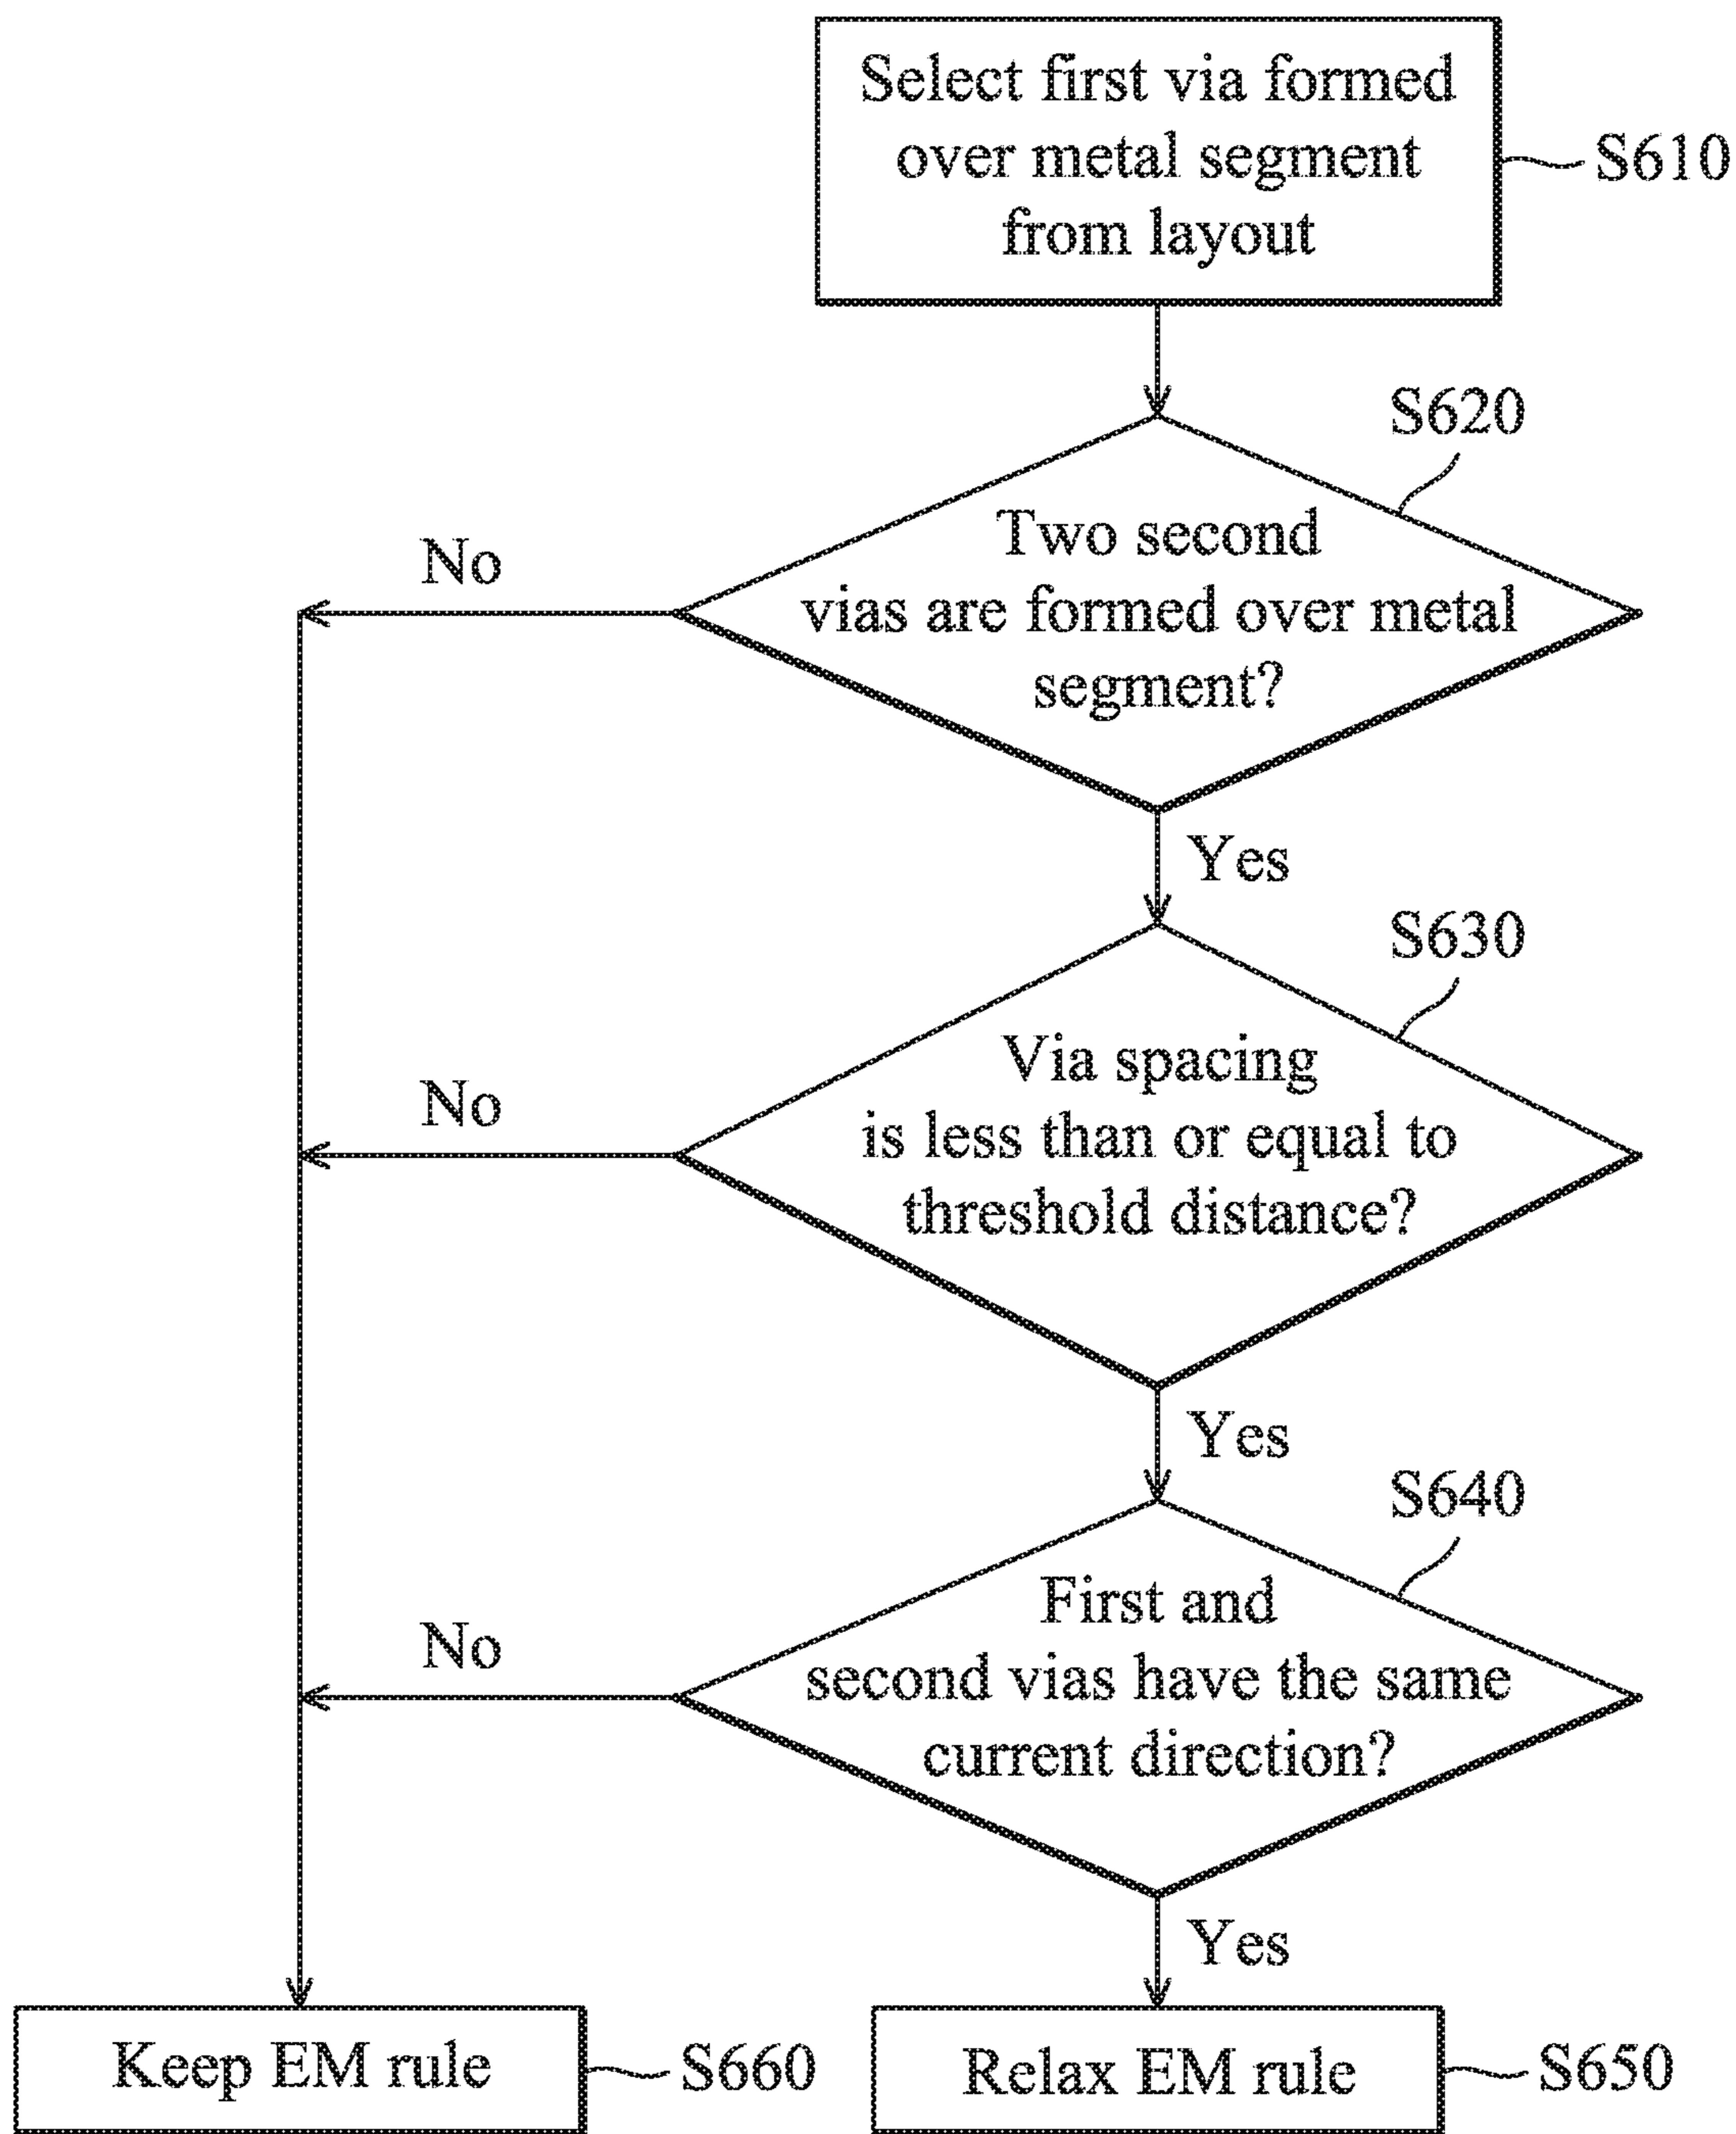 Select first via formed
over metal segment
from layout
S610
S620
Two second
vias are formed over metal
segment?
No
Yes
S630
Via spacing
is less than or equal to
threshold distance?
No
Yes
S640
First and
second vias have the same
current direction?
No
Yes
Keep EM rule
S660
Relax EM rule
S650